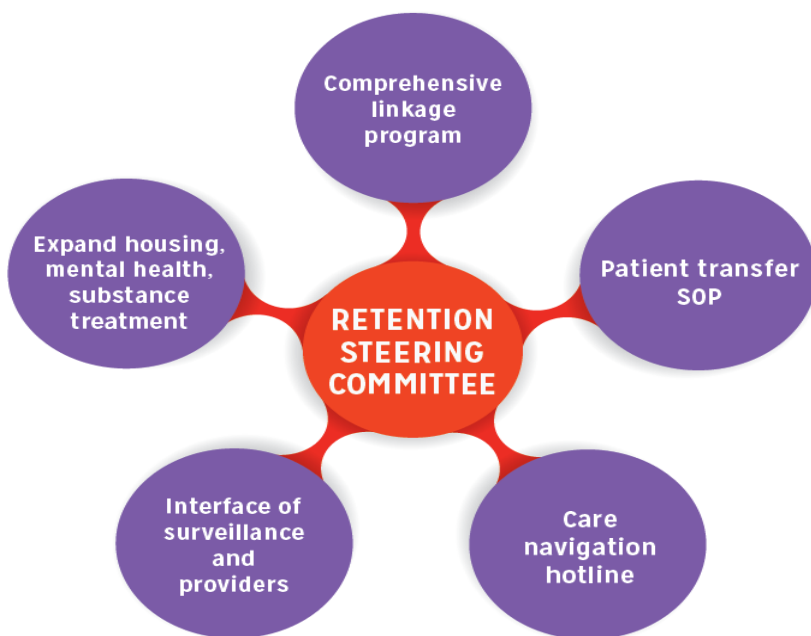 Comprehensive
linkage
program
Expand housing,
mental health,
substance
treatment
Patient transfer
SOP
RETENTION
STEERING
COMMITTEE
Interface of
surveillance
and
providers
Care
navigation
hotline